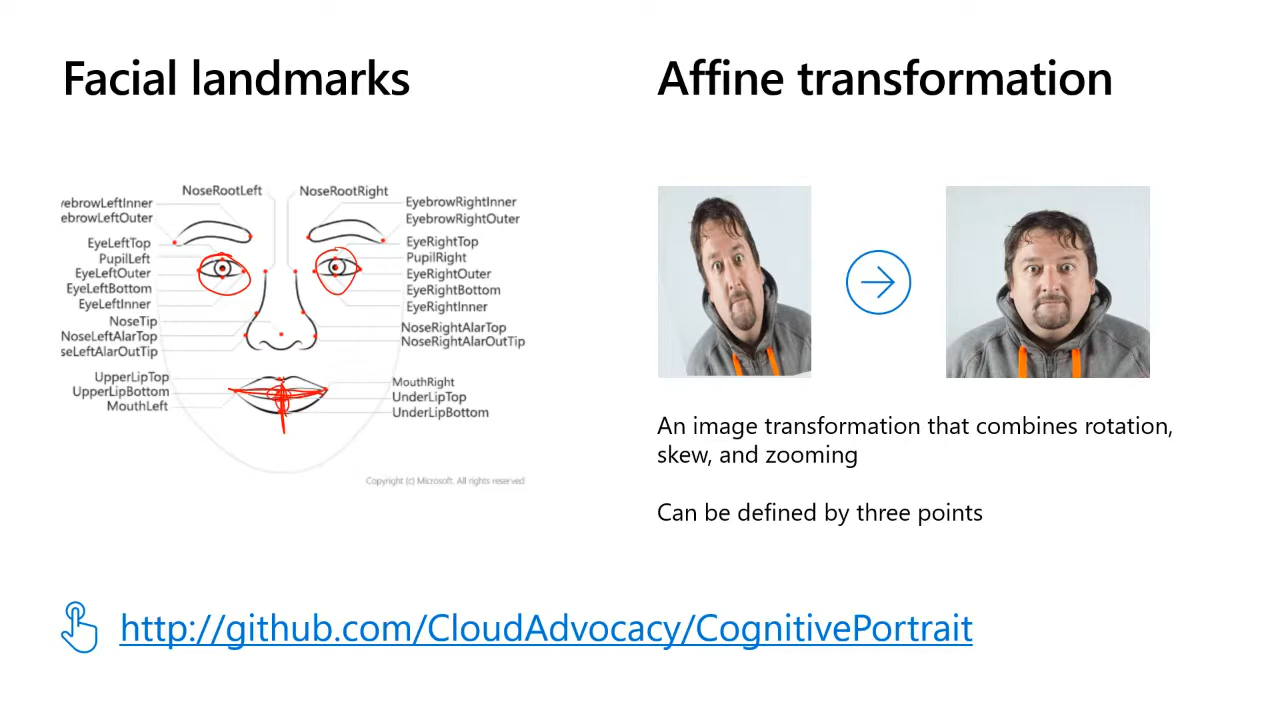 Facial landmarks
NoseRootLeft
NoseRootRight
yebrowLeftInner
ebrowLeftOuter
EyeLeftTop
PupilLeft
EyeLeftOuter
EyeLeftBottom
EyeLeftInner
NoseTip
NoseLeftAlarTop
seLeftAlarOutTip
UpperLipTop
UpperLipBottom
MouthLeft
EyebrowRightInner
EyebrowRightOuter
EyeRightTop
PupilRight
EyeRightOuter
EyeRightBottom
EyeRightInner
NoseRightAlarTop
NoseRightAlarOutTip
MouthRight
UnderLipTop
UnderLipBottom
Copyright (c) Microsoft. All rights reserved.
Affine transformation
An image transformation that combines rotation,
skew, and zooming
Can be defined by three points
http://github.com/CloudAdvocacy/CognitivePortrait